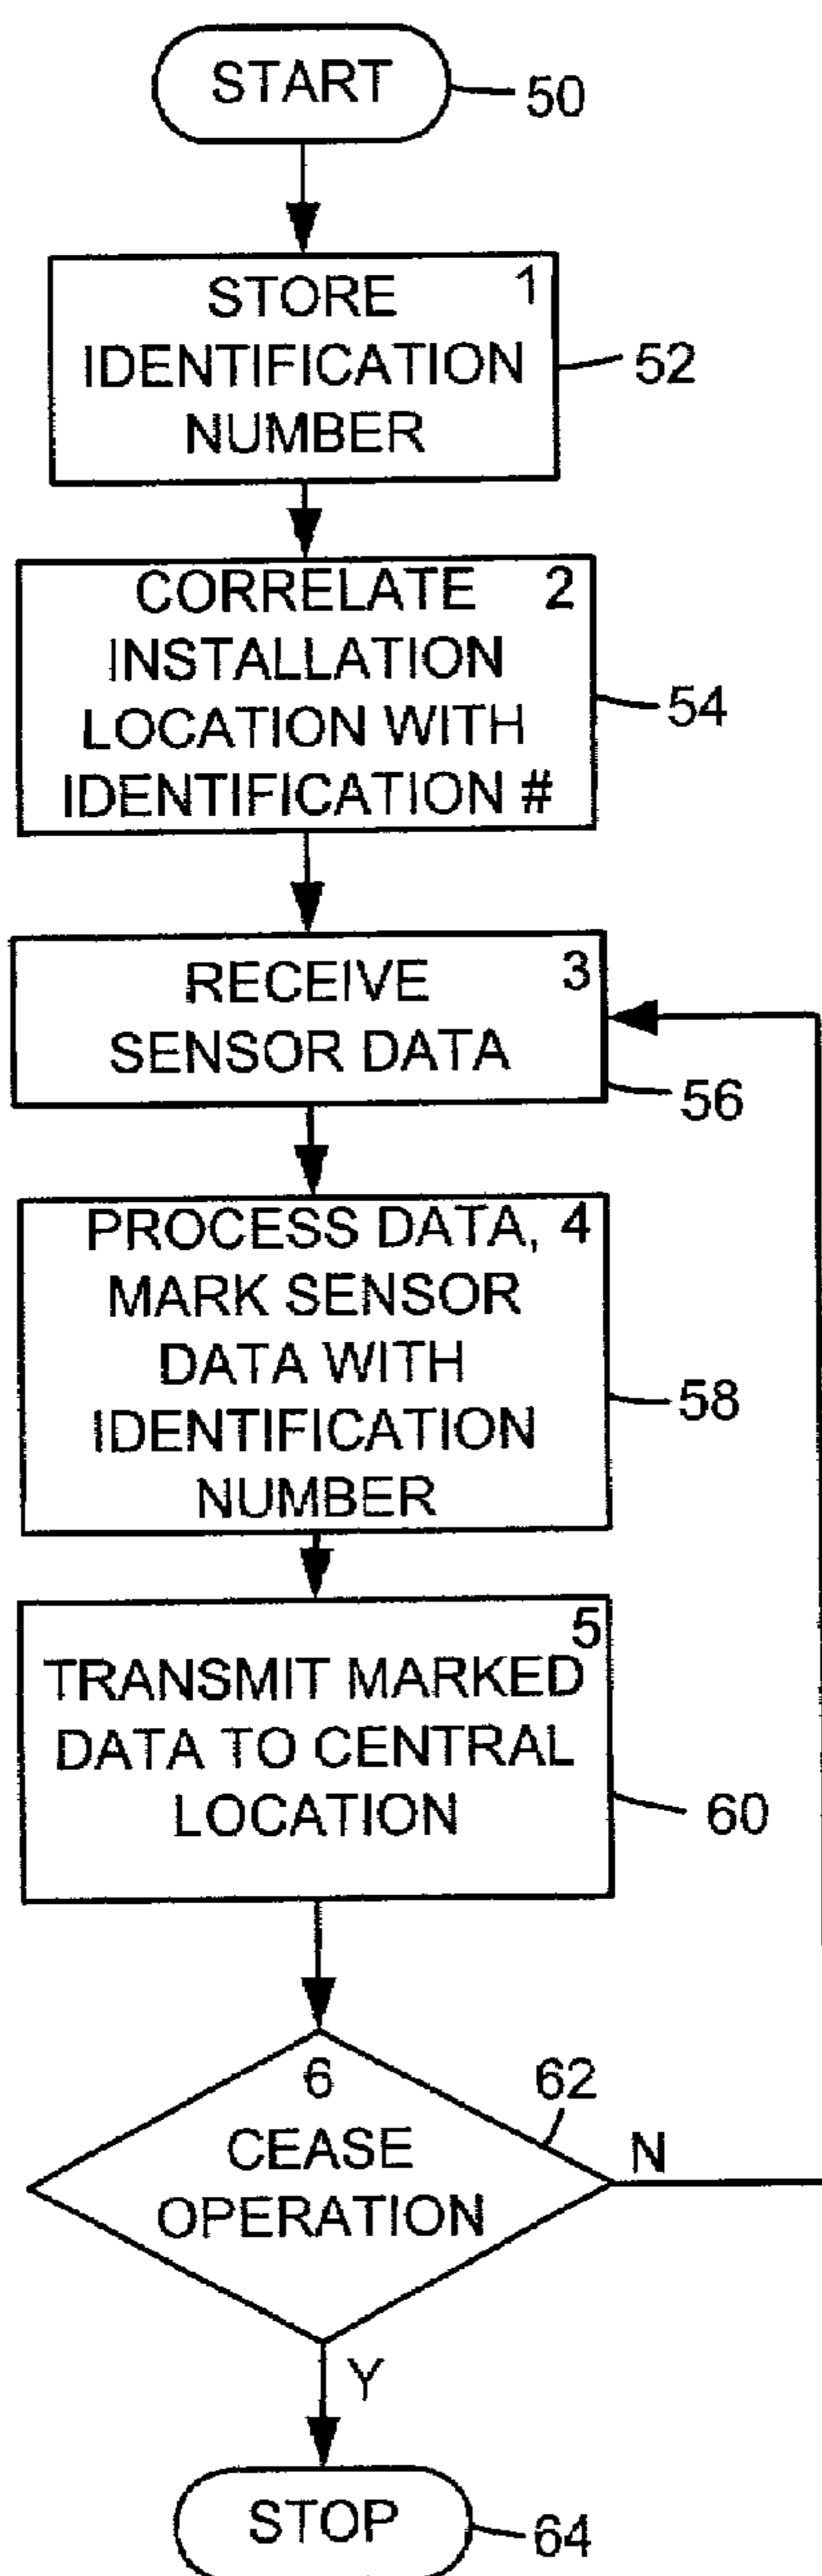 START
50
1
STORE
IDENTIFICATION
NUMBER
52
2
CORRELATE
INSTALLATION
LOCATION WITH
IDENTIFICATION #
54
3
RECEIVE
SENSOR DATA
56
PROCESS DATA, 4
MARK SENSOR
DATA WITH
IDENTIFICATION
NUMBER
58
5
TRANSMIT MARKED
DATA TO CENTRAL
LOCATION
60
6
CEASE
OPERATION
62
N
Y
STOP
64